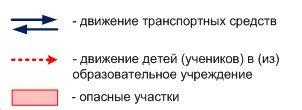 - движение транспортных средств
- движение детей (учеников) в (из)
образовательное учреждение
- опасные участки